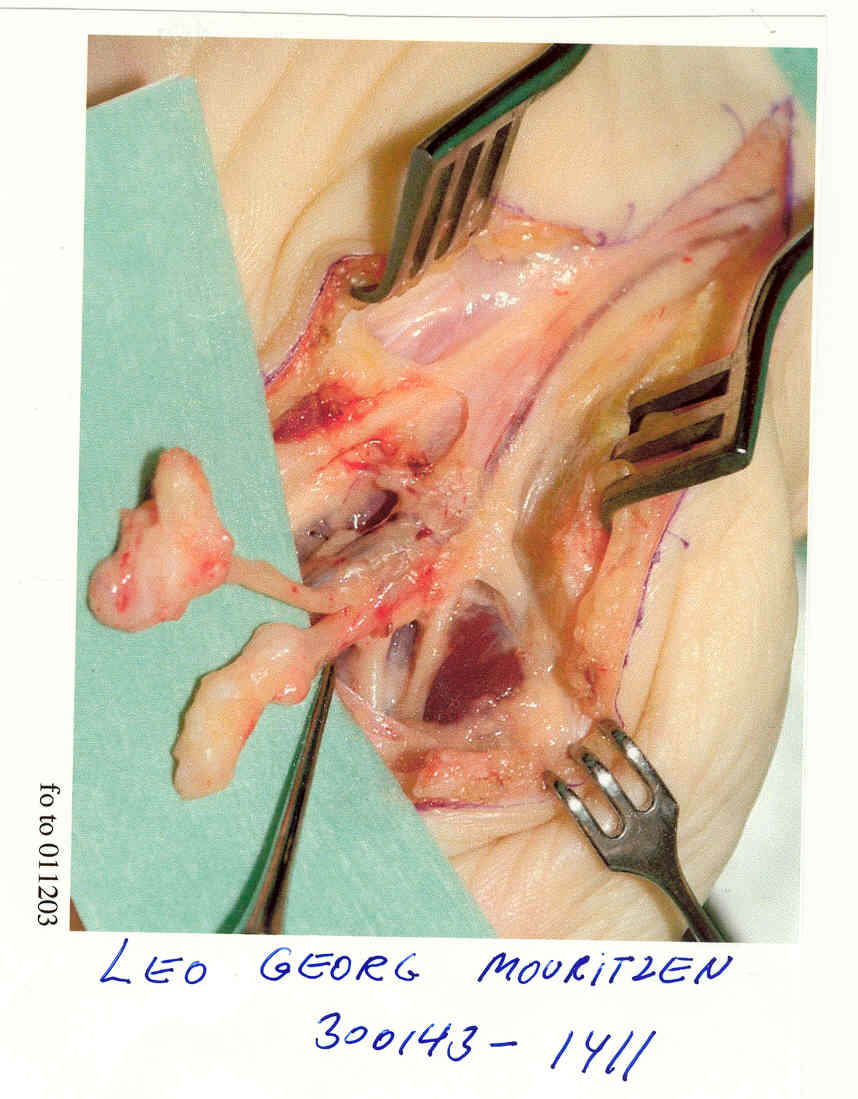 fo to 011203
LEO GEORG MOURITZEN
300143- 1411